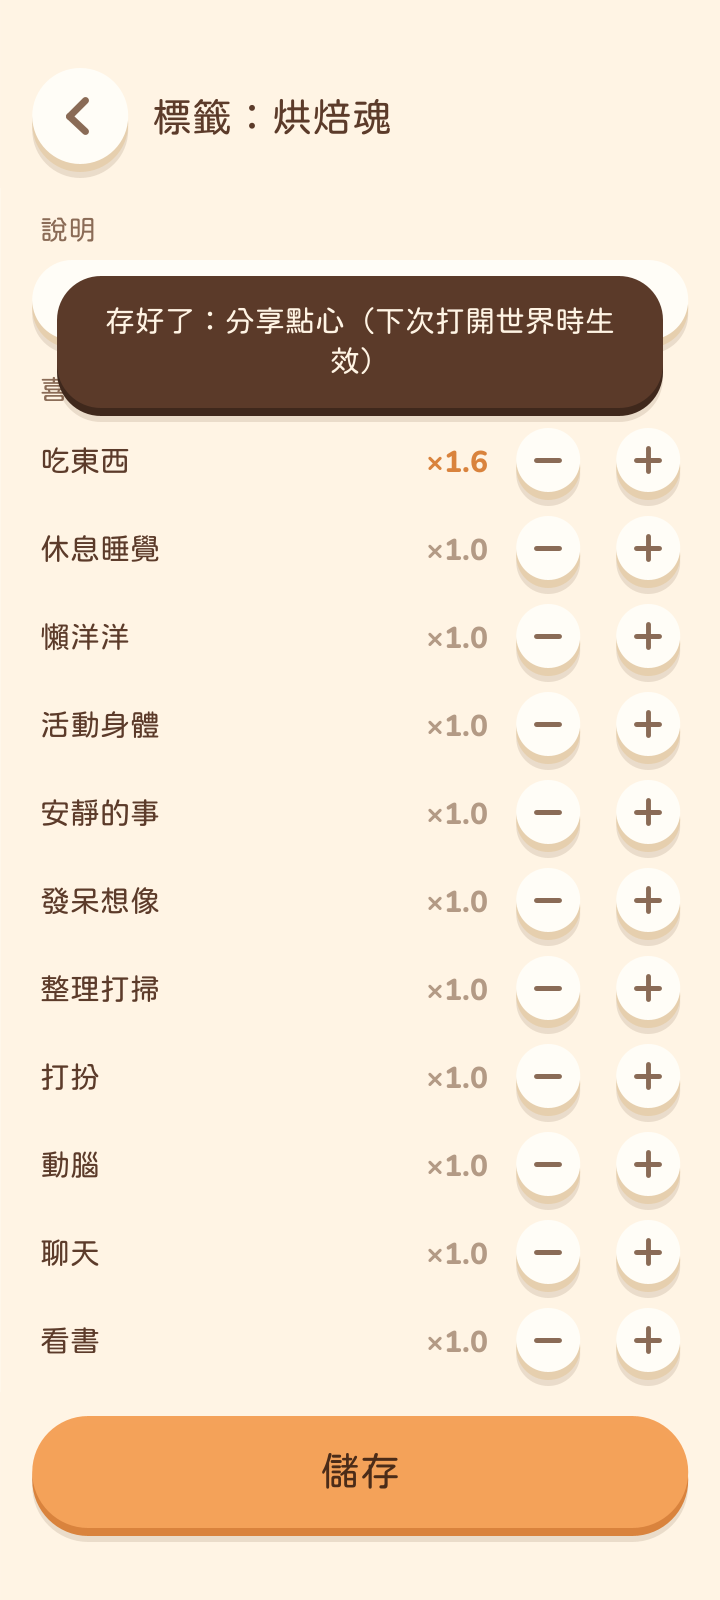 標籤：烘焙魂
說明
存好了：分享點心（下次打開世界時生
效）
喜
吃東西 ×1.6
休息睡覺 ×1.0
懶洋洋 ×1.0
活動身體 ×1.0
安靜的事 ×1.0
發呆想像 ×1.0
整理打掃 ×1.0
打扮 ×1.0
動腦 ×1.0
聊天 ×1.0
看書 ×1.0
儲存